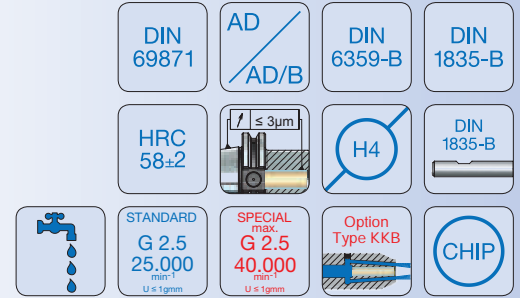 DIN
69871
AD
AD/B
DIN
6359-B
DIN
1835-B
HRC
58±2
≤ 3µm
H4
DIN
1835-B
STANDARD
G 2.5
25.000
min⁻¹
U ≤ 1gmm
SPECIAL
max.
G 2.5
40.000
min⁻¹
U ≤ 1gmm
Option
Type KKB
CHIP